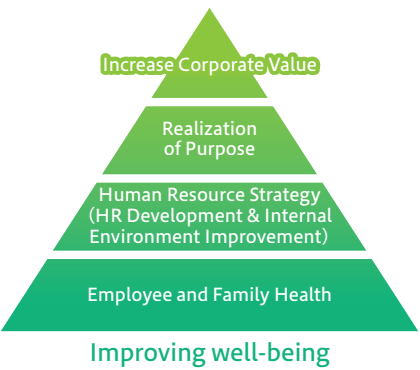 Increase Corporate Value
Realization
of Purpose
Human Resource Strategy
(HR Development & Internal
Environment Improvement)
Employee and Family Health
Improving well-being